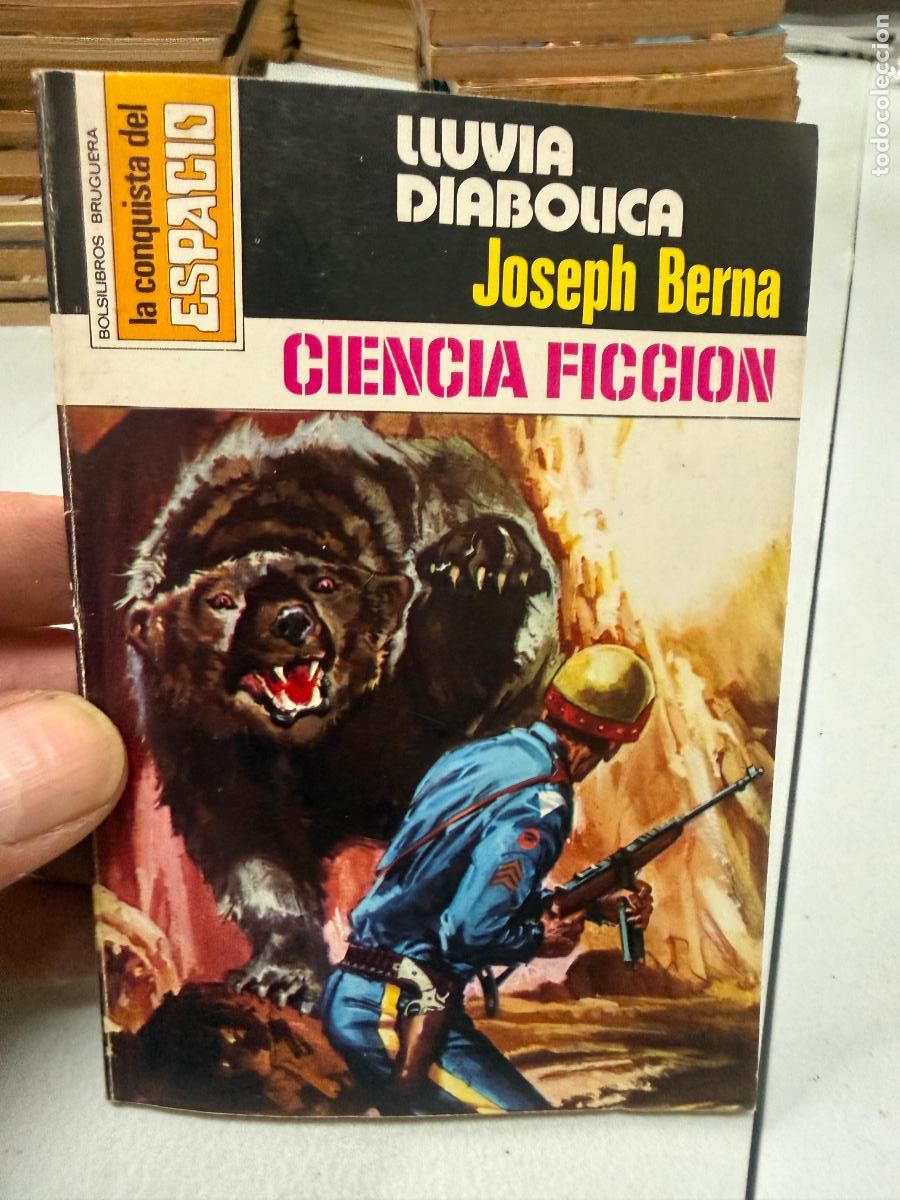 BOLSILIBROS BRUGUERA
la conquista del
ESPACIO
LLUVIA
DIABOLICA
Joseph Berna
CIENCIA FICCION
todocoleccion